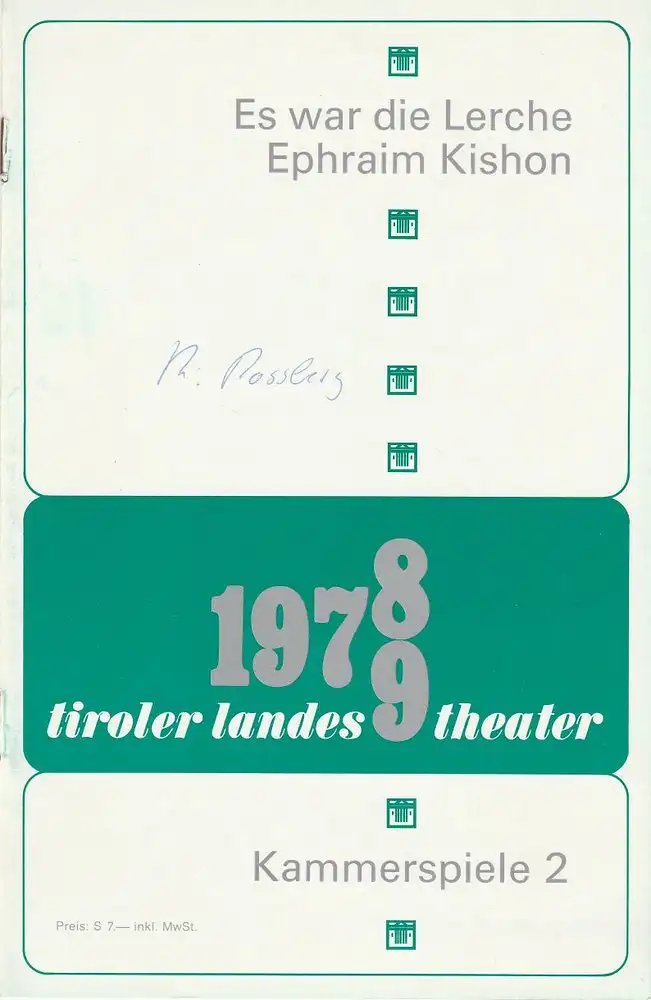 Es war die Lerche
Ephraim Kishon
R. Rossberg
1978
9
tiroler landes theater
Kammerspiele 2
Preis: S 7.— inkl. MwSt.